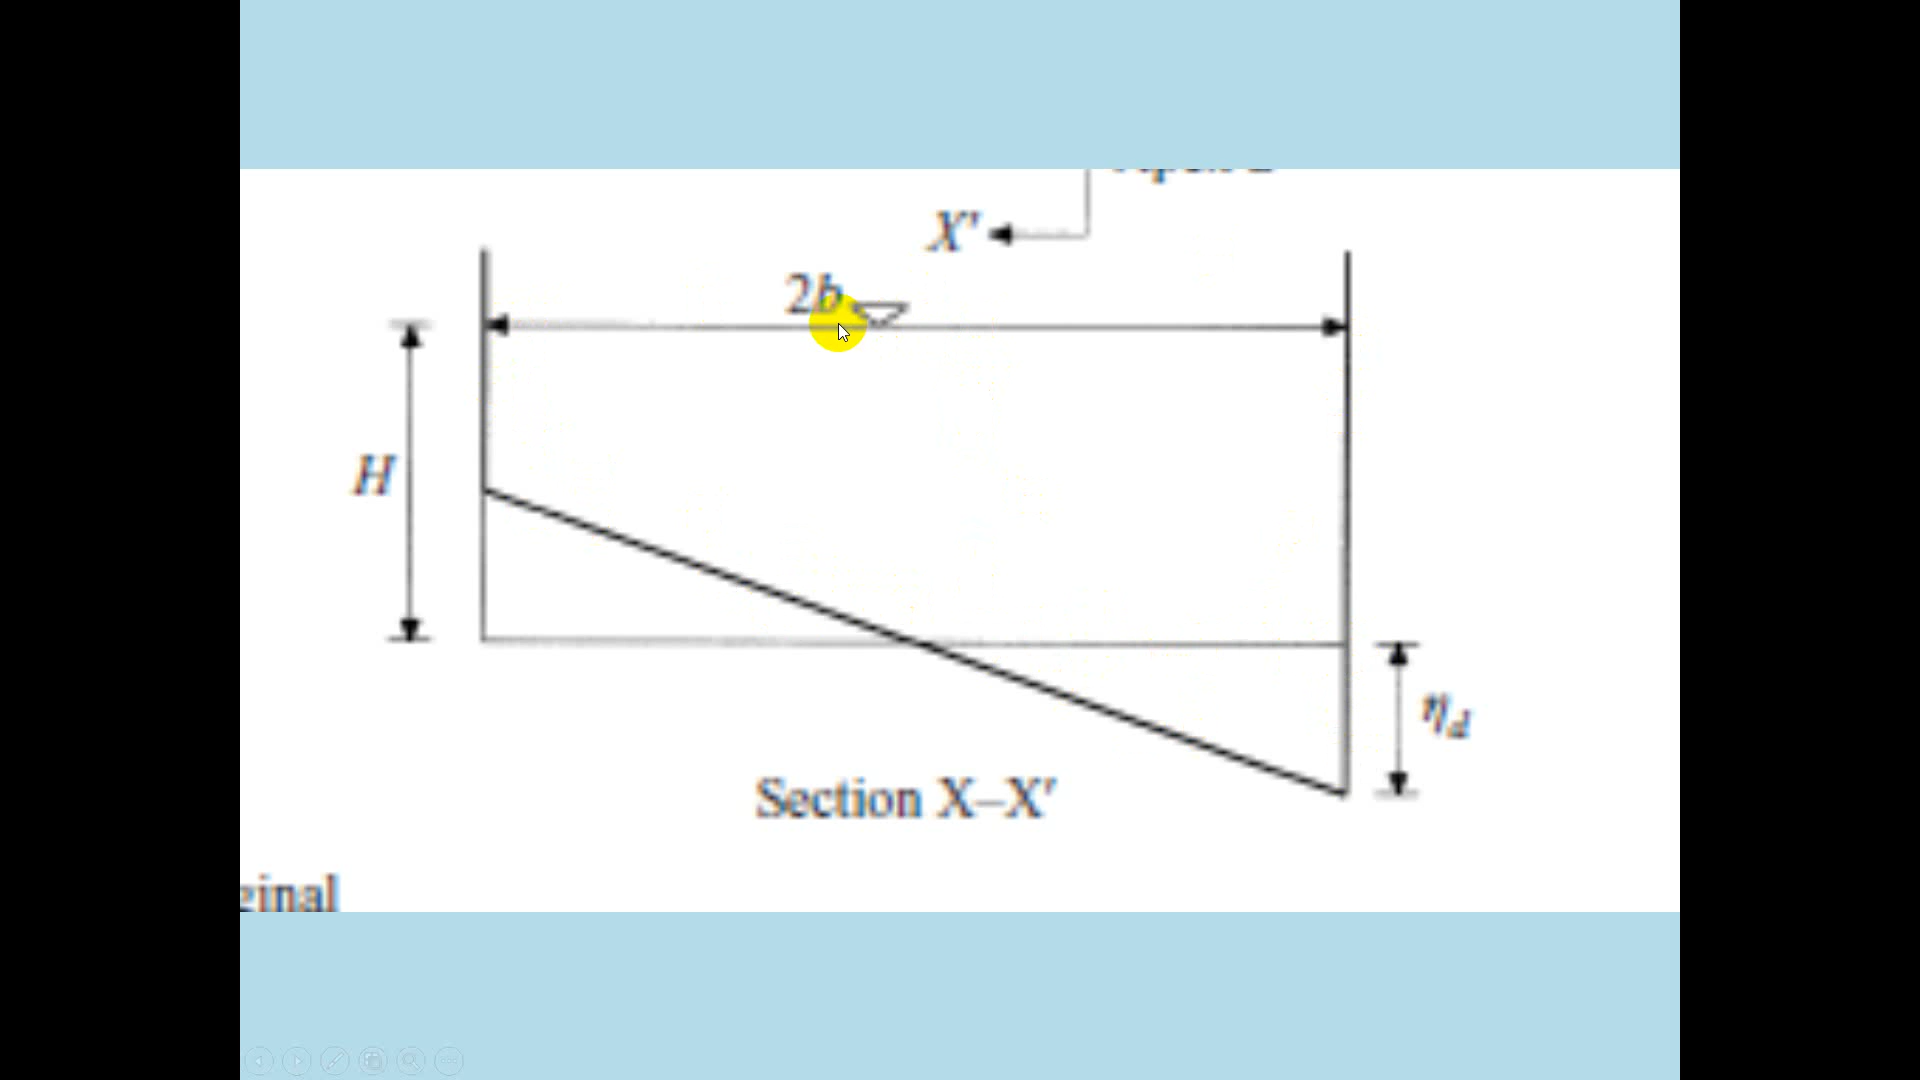 X′
2b
H
η_d
Section X–X′
ginal